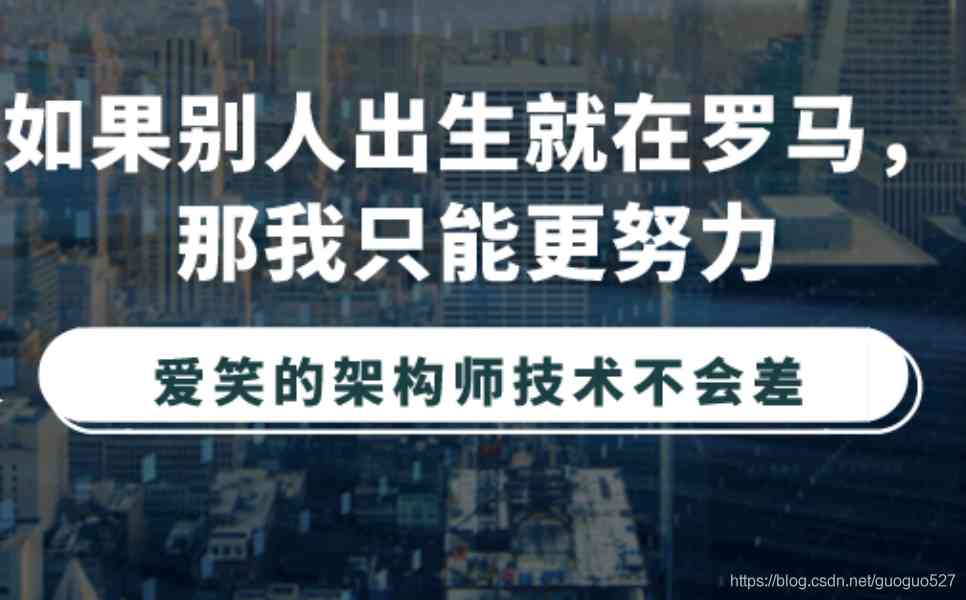 如果别人出生就在罗马，
那我只能更努力
爱笑的架构师技术不会差
https://blog.csdn.net/guoguo527